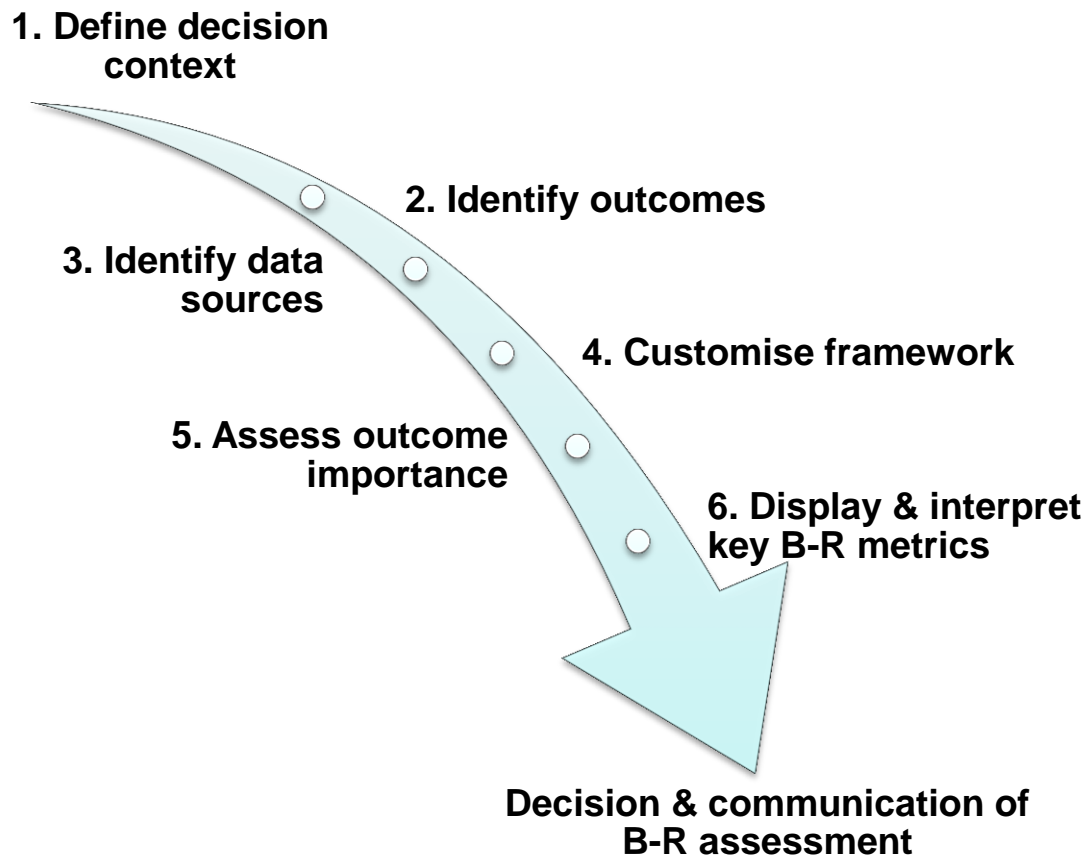 1. Define decision
context
2. Identify outcomes
3. Identify data
sources
4. Customise framework
5. Assess outcome
importance
6. Display & interpret
key B-R metrics
Decision & communication of
B-R assessment